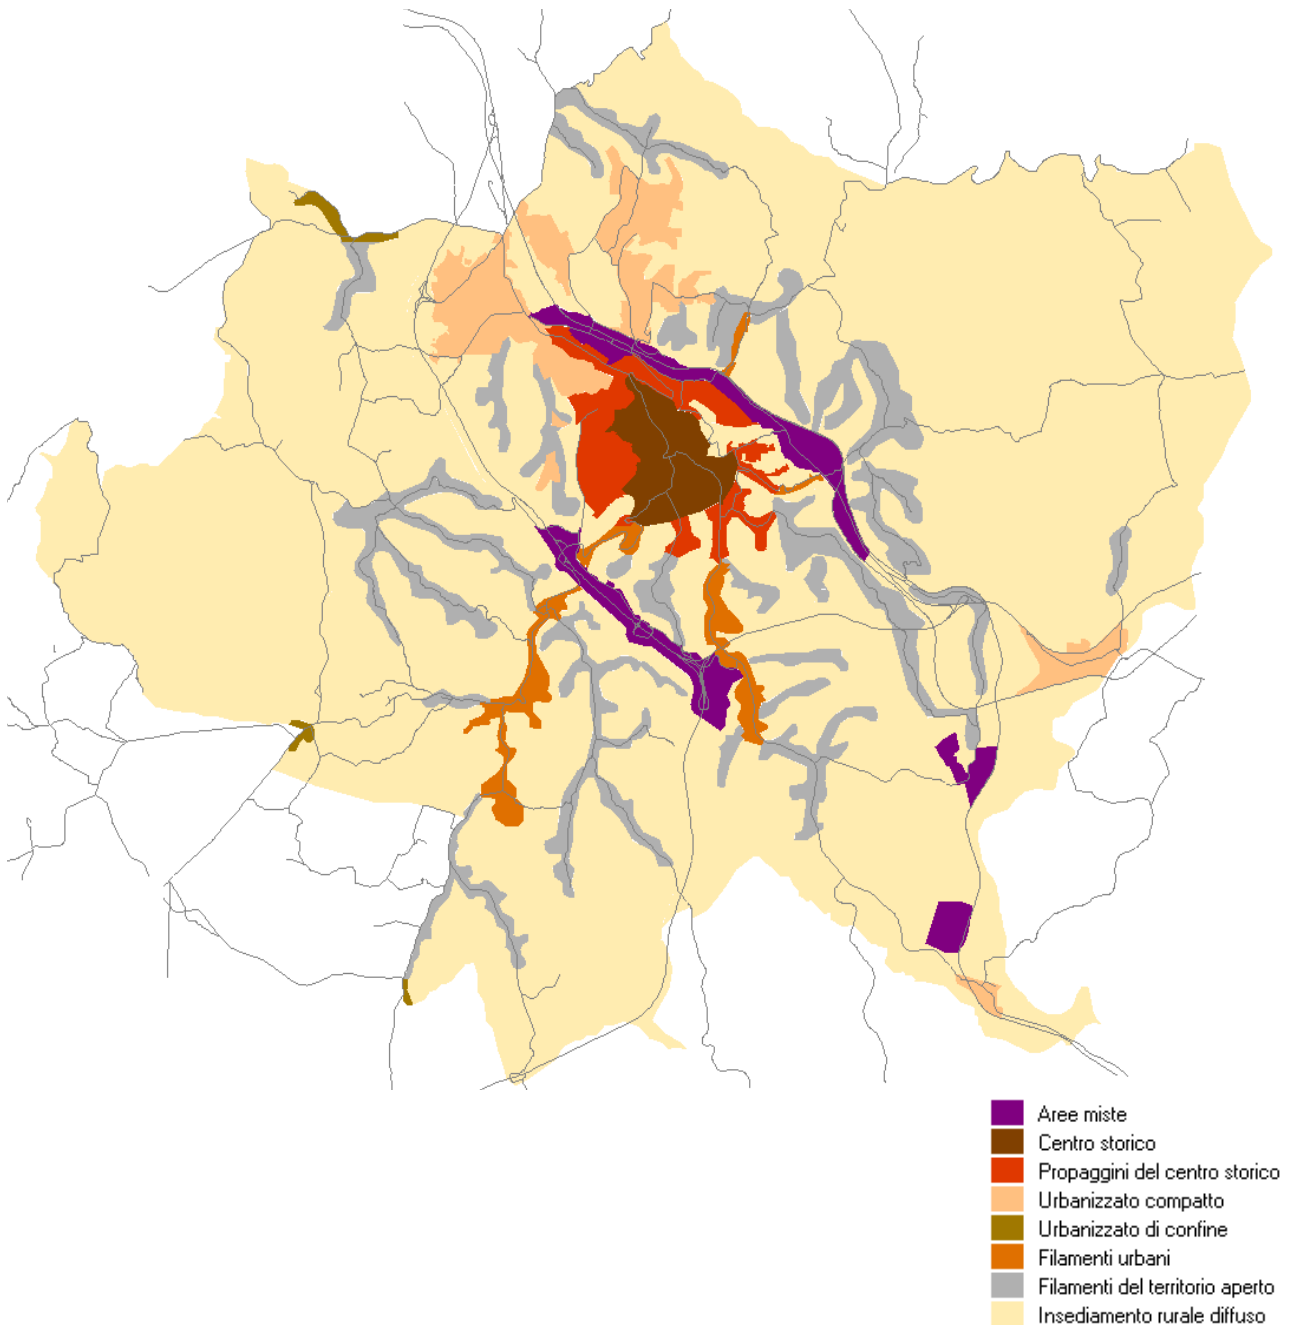 Aree miste
Centro storico
Propaggini del centro storico
Urbanizzato compatto
Urbanizzato di confine
Filamenti urbani
Filamenti del territorio aperto
Insediamento rurale diffuso